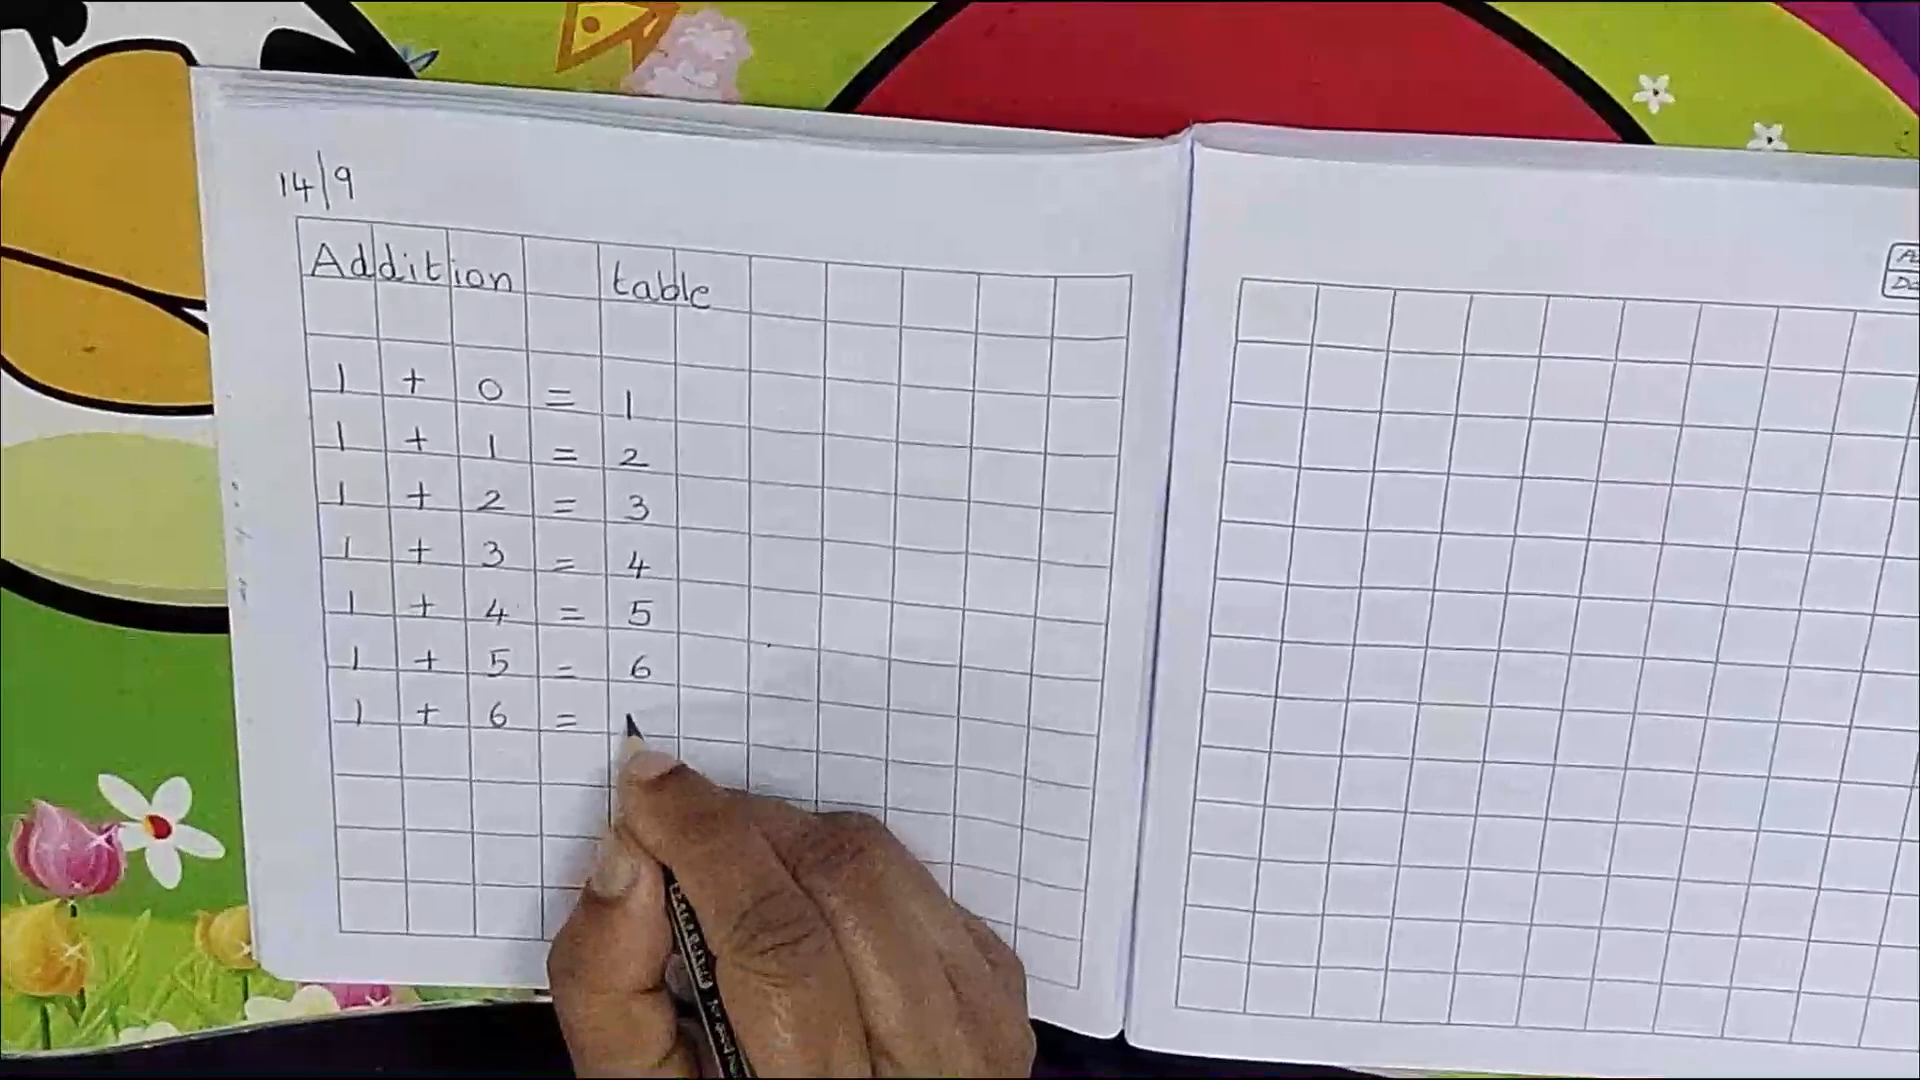 14|9
Addition table
1 + 0 = 1
1 + 1 = 2
1 + 2 = 3
1 + 3 = 4
1 + 4 = 5
1 + 5 = 6
1 + 6 =